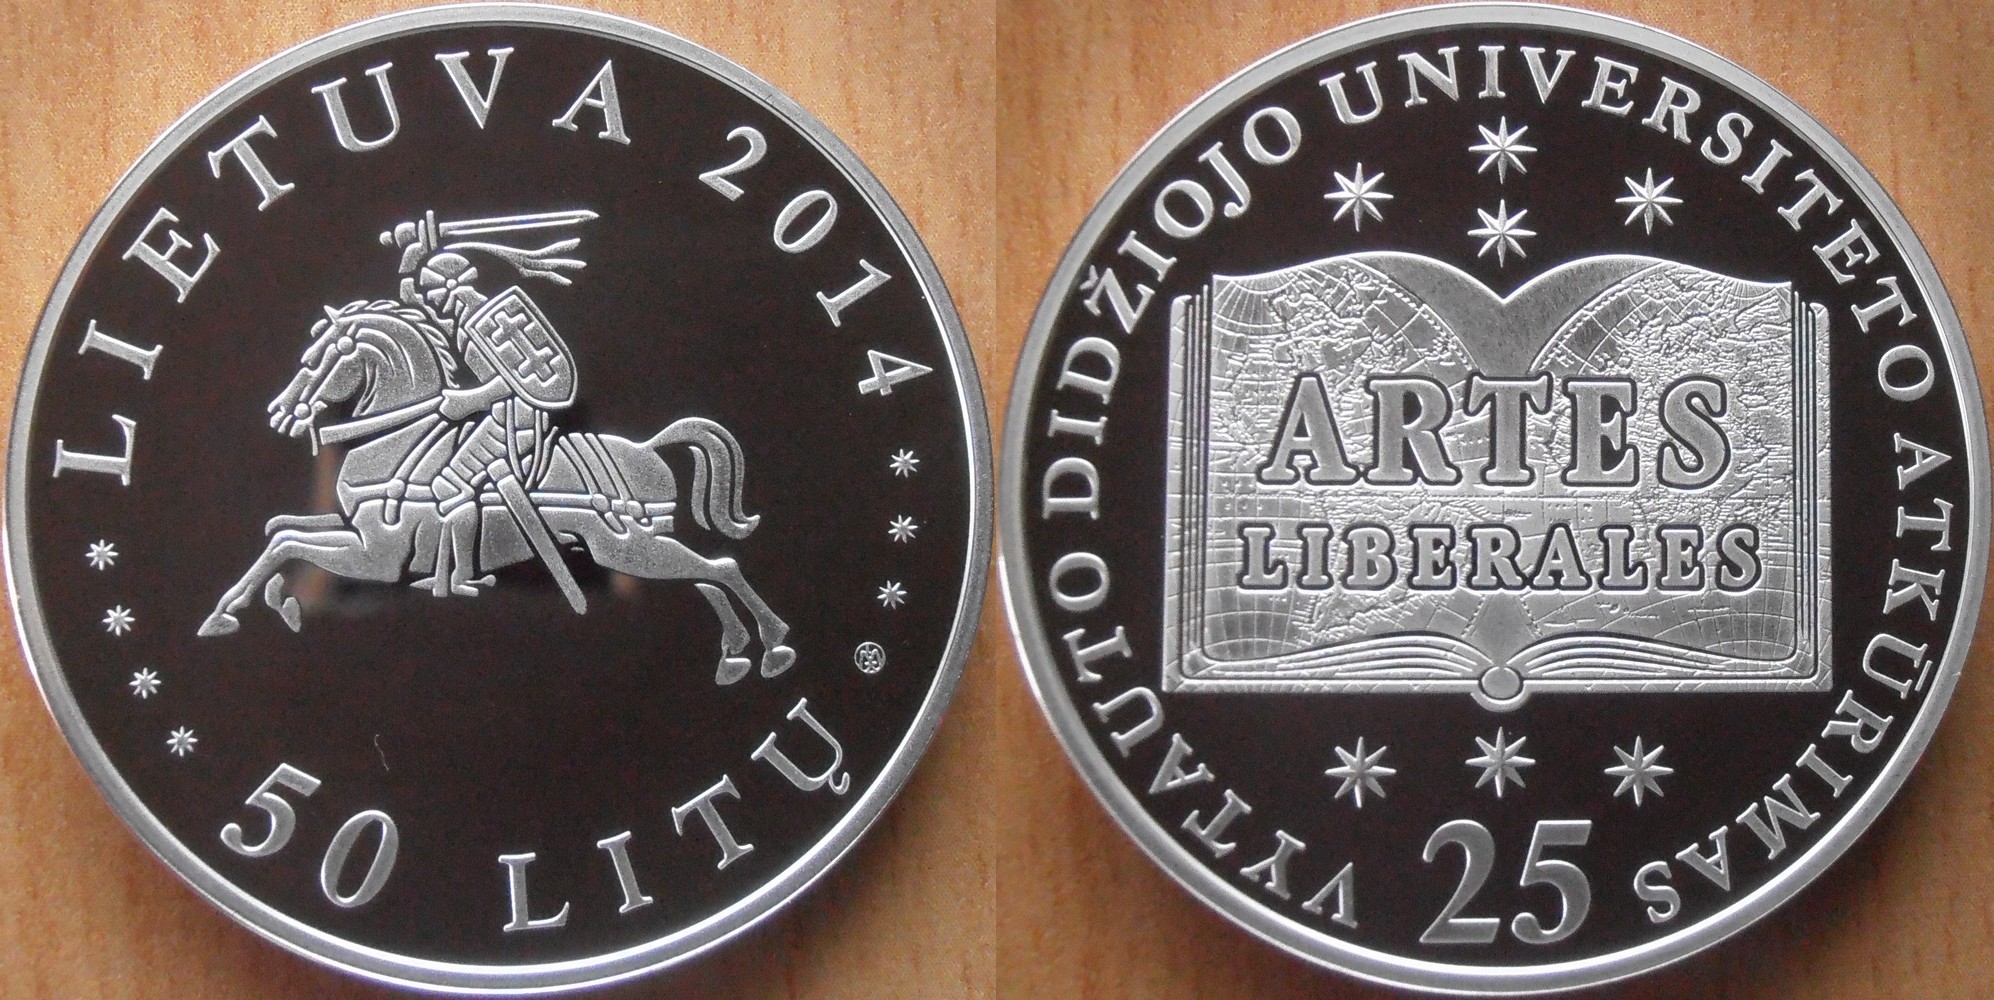 LIETUVA 2014
50 LITŲ
VYTAUTO DIDŽIOJO UNIVERSITETO ATKŪRIMAS
ARTES
LIBERALES
25